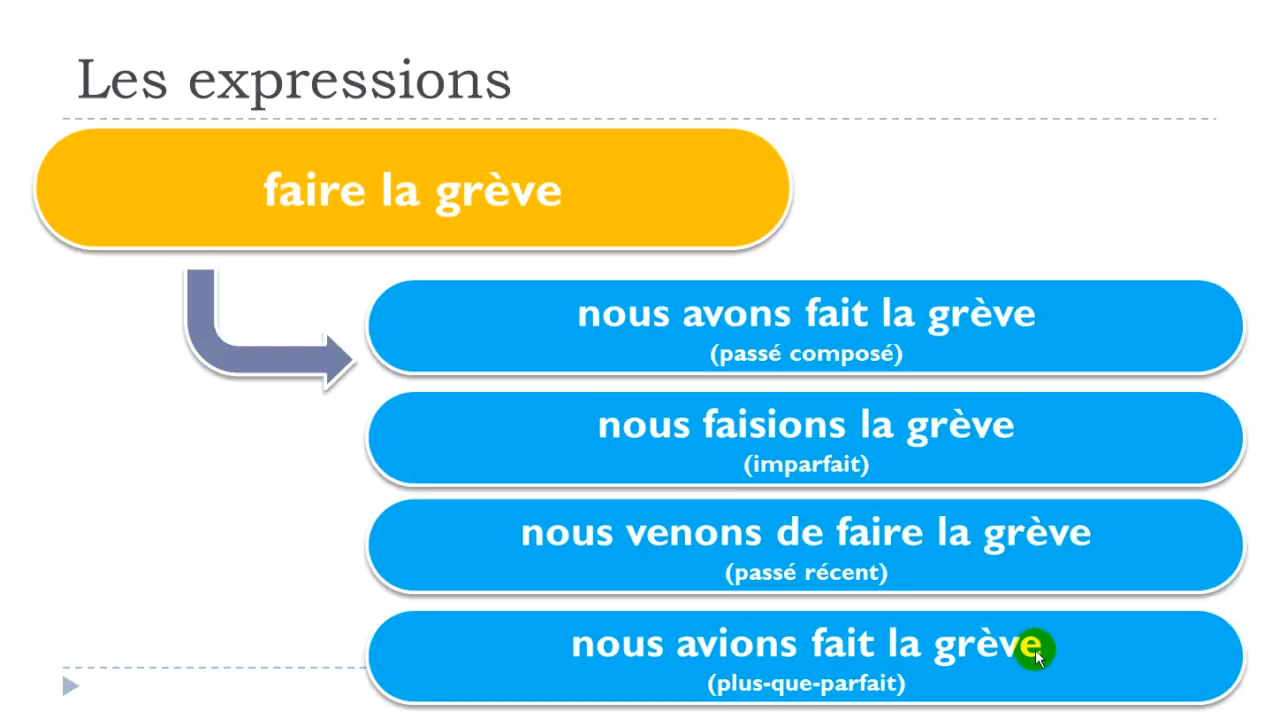 Les expressions
faire la grève
nous avons fait la grève
(passé composé)
nous faisions la grève
(imparfait)
nous venons de faire la grève
(passé récent)
nous avions fait la grève
(plus-que-parfait)